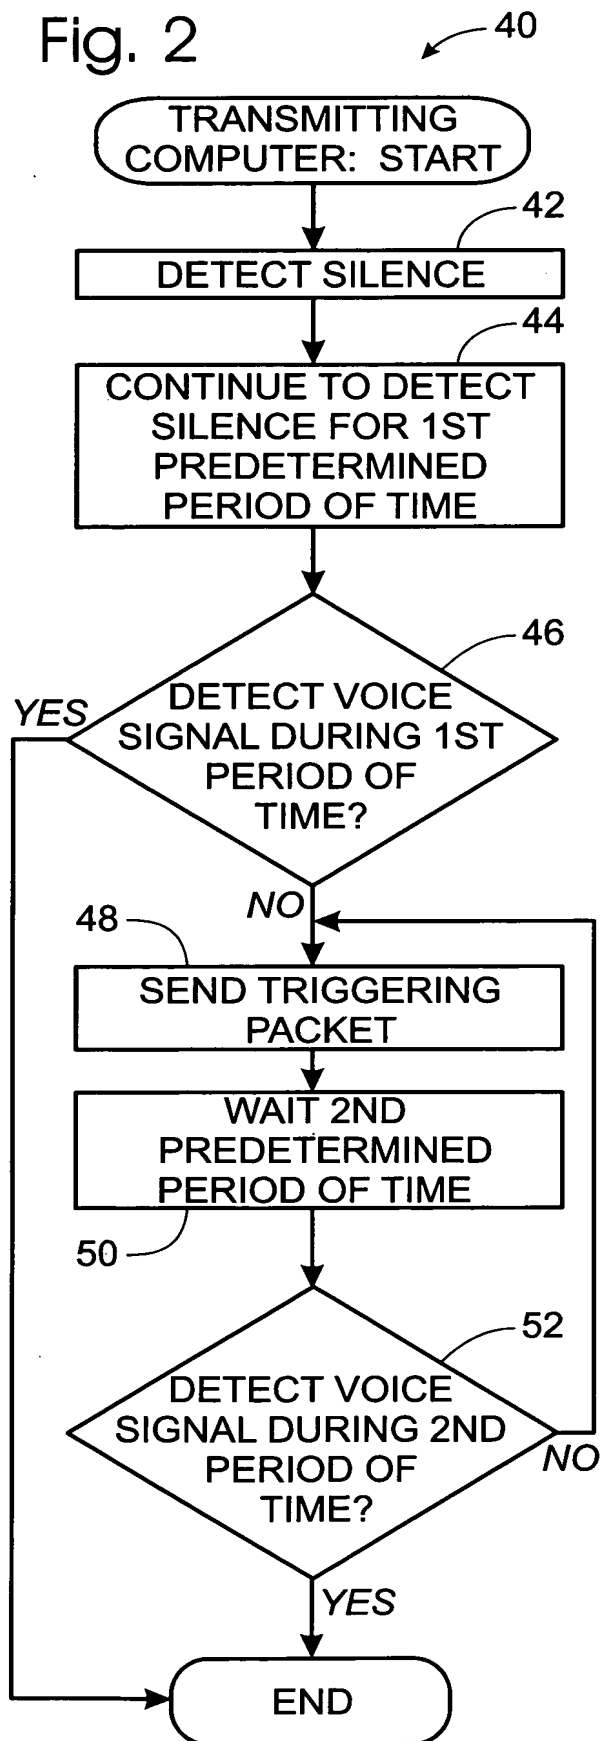 Fig. 2
40
TRANSMITTING
COMPUTER: START
42
DETECT SILENCE
44
CONTINUE TO DETECT
SILENCE FOR 1ST
PREDETERMINED
PERIOD OF TIME
46
DETECT VOICE
SIGNAL DURING 1ST
PERIOD OF
TIME?
YES
NO
48
SEND TRIGGERING
PACKET
WAIT 2ND
PREDETERMINED
PERIOD OF TIME
50
52
DETECT VOICE
SIGNAL DURING 2ND
PERIOD OF
TIME?
NO
YES
END